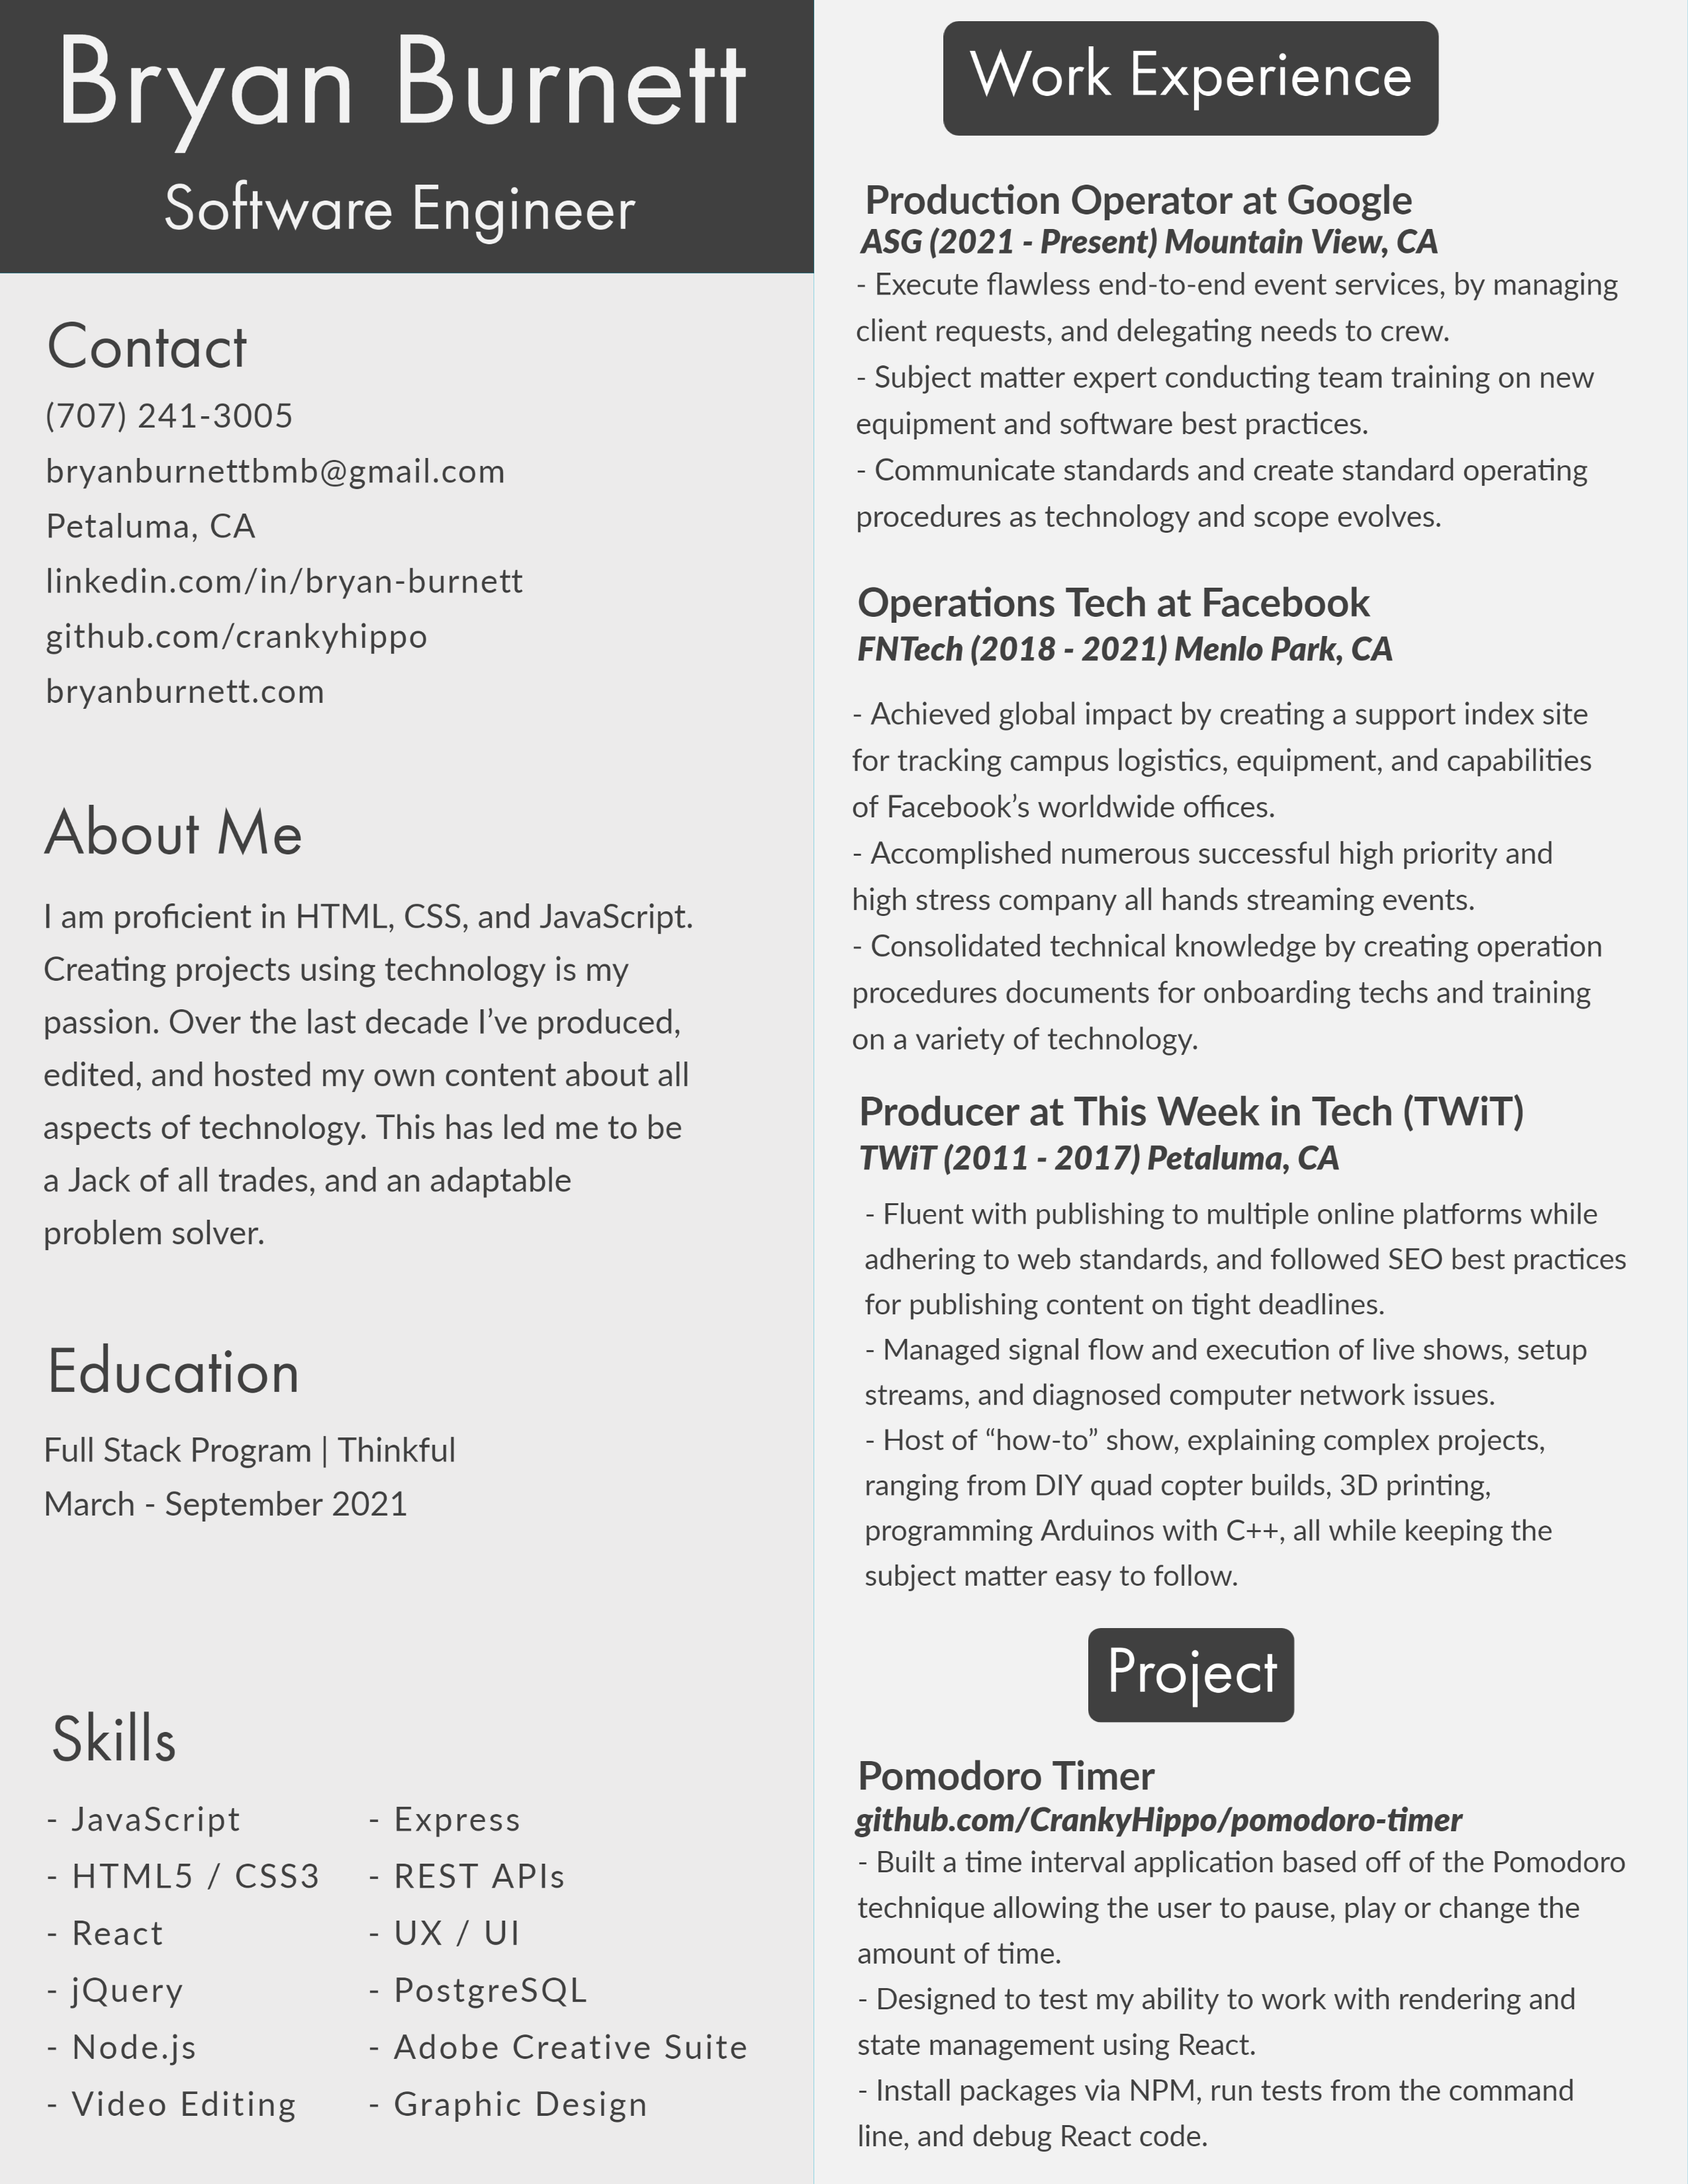 Bryan Burnett
Software Engineer
Contact
(707) 241-3005
bryanburnettbmb@gmail.com
Petaluma, CA
linkedin.com/in/bryan-burnett
github.com/crankyhippo
bryanburnett.com
About Me
I am proficient in HTML, CSS, and JavaScript.
Creating projects using technology is my
passion. Over the last decade I’ve produced,
edited, and hosted my own content about all
aspects of technology. This has led me to be
a Jack of all trades, and an adaptable
problem solver.
Education
Full Stack Program | Thinkful
March - September 2021
Skills
- JavaScript
- HTML5 / CSS3
- React
- jQuery
- Node.js
- Video Editing
- Express
- REST APIs
- UX / UI
- PostgreSQL
- Adobe Creative Suite
- Graphic Design
Work Experience
Production Operator at Google
ASG (2021 - Present) Mountain View, CA
- Execute flawless end-to-end event services, by managing
client requests, and delegating needs to crew.
- Subject matter expert conducting team training on new
equipment and software best practices.
- Communicate standards and create standard operating
procedures as technology and scope evolves.
Operations Tech at Facebook
FNTech (2018 - 2021) Menlo Park, CA
- Achieved global impact by creating a support index site
for tracking campus logistics, equipment, and capabilities
of Facebook’s worldwide offices.
- Accomplished numerous successful high priority and
high stress company all hands streaming events.
- Consolidated technical knowledge by creating operation
procedures documents for onboarding techs and training
on a variety of technology.
Producer at This Week in Tech (TWiT)
TWiT (2011 - 2017) Petaluma, CA
- Fluent with publishing to multiple online platforms while
adhering to web standards, and followed SEO best practices
for publishing content on tight deadlines.
- Managed signal flow and execution of live shows, setup
streams, and diagnosed computer network issues.
- Host of “how-to” show, explaining complex projects,
ranging from DIY quad copter builds, 3D printing,
programming Arduinos with C++, all while keeping the
subject matter easy to follow.
Project
Pomodoro Timer
github.com/CrankyHippo/pomodoro-timer
- Built a time interval application based off of the Pomodoro
technique allowing the user to pause, play or change the
amount of time.
- Designed to test my ability to work with rendering and
state management using React.
- Install packages via NPM, run tests from the command
line, and debug React code.